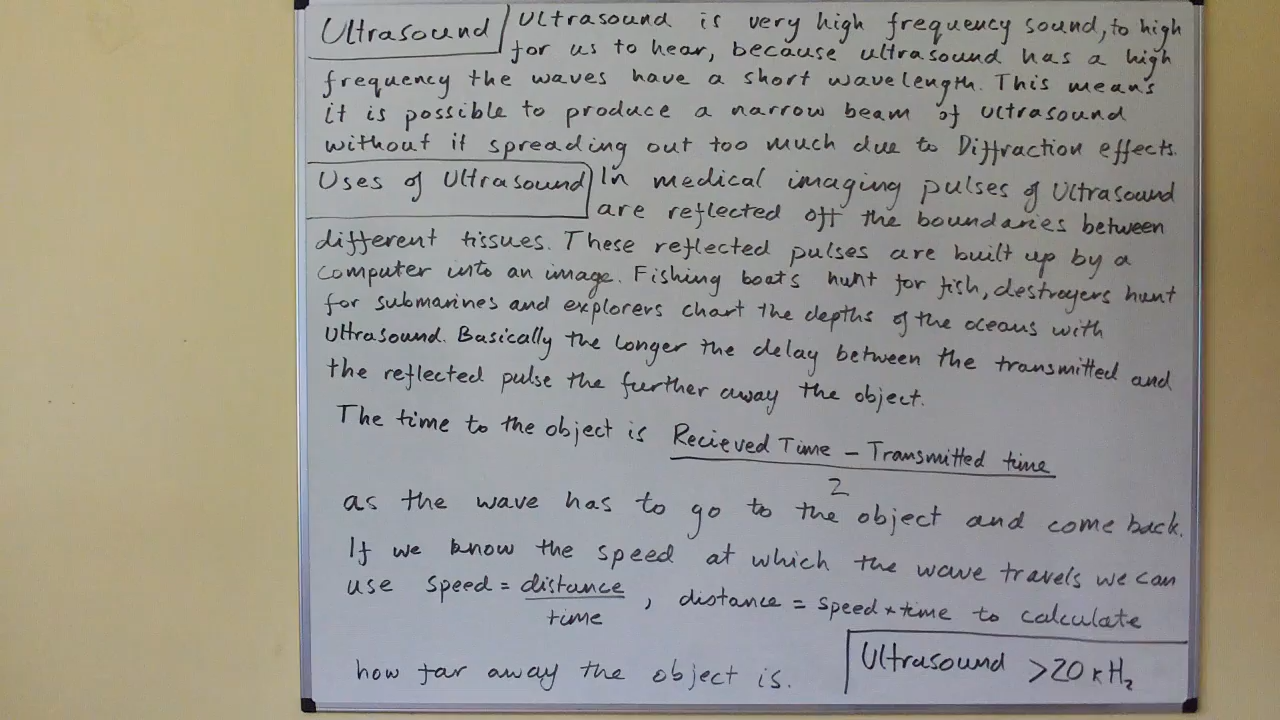 Ultrasound Ultrasound is very high frequency sound, to high
for us to hear, because ultrasound has a high
frequency the waves have a short wavelength. This means
it is possible to produce a narrow beam of ultrasound
without it spreading out too much due to Diffraction effects.
Uses of Ultrasound In medical imaging pulses of Ultrasound
are reflected off the boundaries between
different tissues. These reflected pulses are built up by a
computer into an image. Fishing boats hunt for fish, destroyers hunt
for submarines and explorers chart the depths of the oceans with
Ultrasound. Basically the longer the delay between the transmitted and
the reflected pulse the further away the object.
The time to the object is Recieved Time - Transmitted time
2
as the wave has to go to the object and come back.
If we know the speed at which the wave travels we can
use speed = distance / time, distance = speed × time to calculate
how far away the object is.
Ultrasound >20 kHz